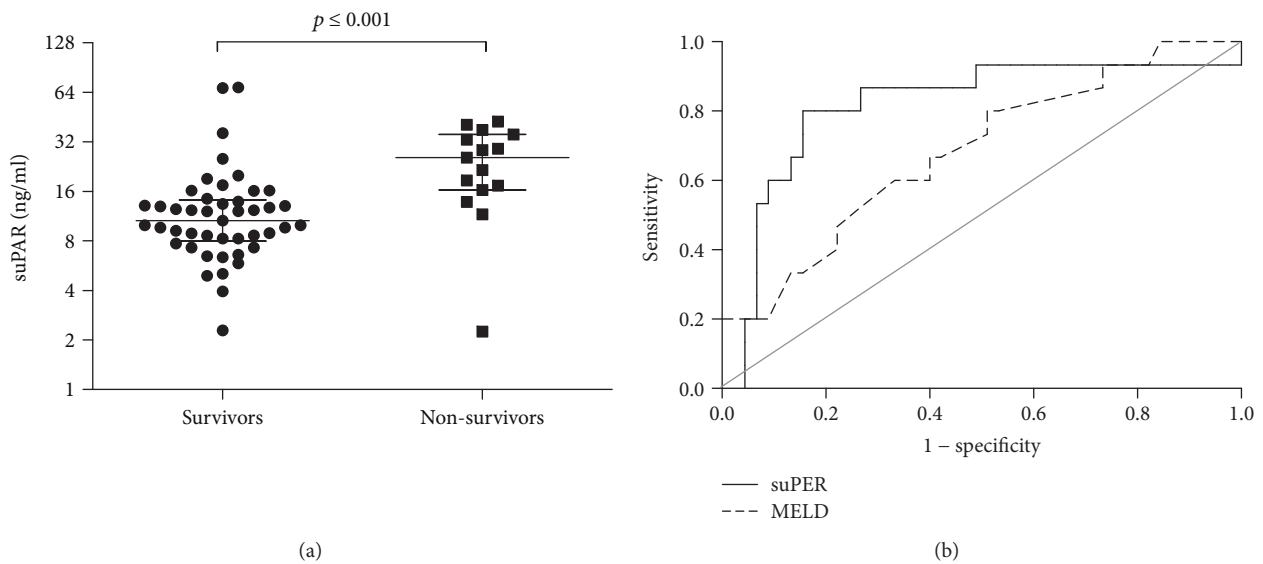 p ≤ 0.001
128
64
32
16
8
4
2
1
suPAR (ng/ml)
Survivors
Non-survivors
(a)
1.0
0.8
0.6
0.4
0.2
0.0
Sensitivity
0.0 0.2 0.4 0.6 0.8 1.0
1 − specificity
suPER
MELD
(b)